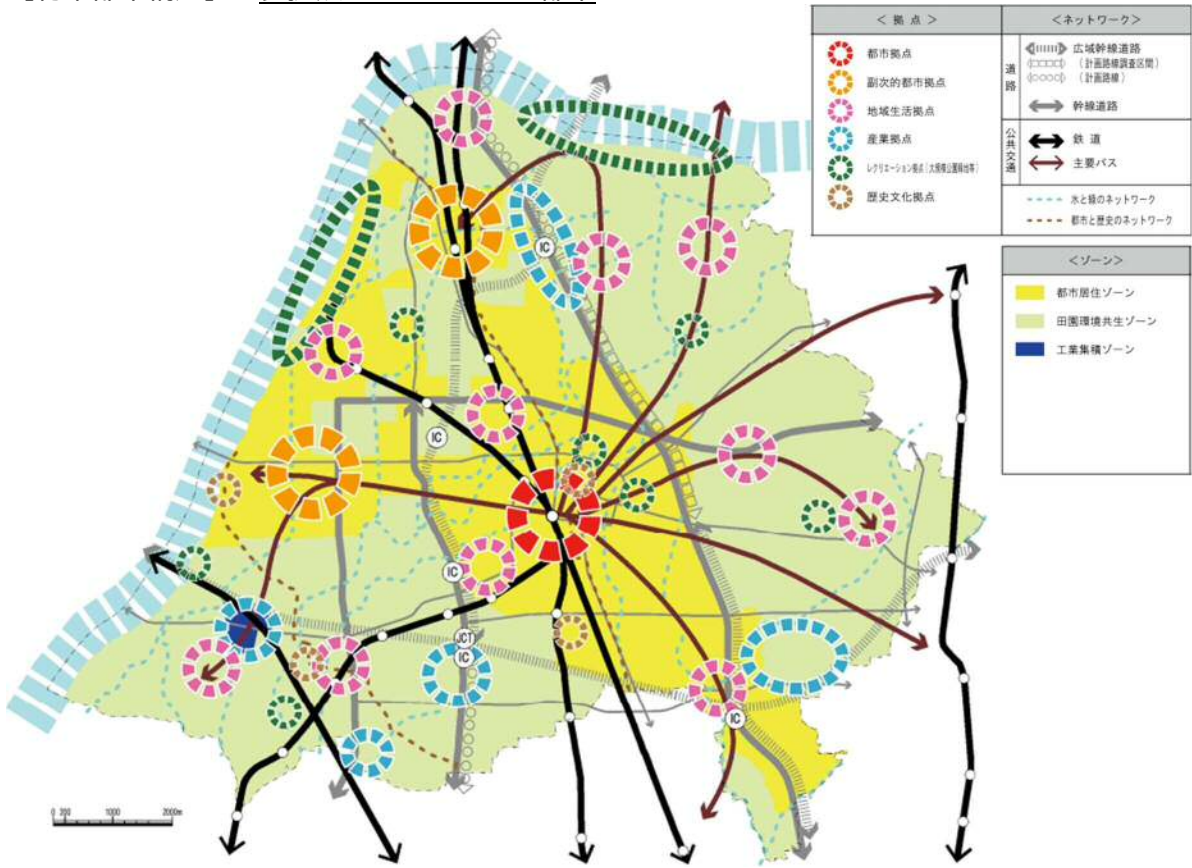 ＜ 拠 点 ＞
都市拠点
副次的都市拠点
地域生活拠点
産業拠点
レクリエーション拠点（大規模公園緑地等）
歴史文化拠点
＜ネットワーク＞
道路
広域幹線道路
（計画路線調査区間）
（計画路線）
幹線道路
公共交通
鉄 道
主要バス
水と緑のネットワーク
都市と歴史のネットワーク
＜ゾーン＞
都市居住ゾーン
田園環境共生ゾーン
工業集積ゾーン
IC
IC
IC
JCT
IC
IC
0 200 1000 2000m